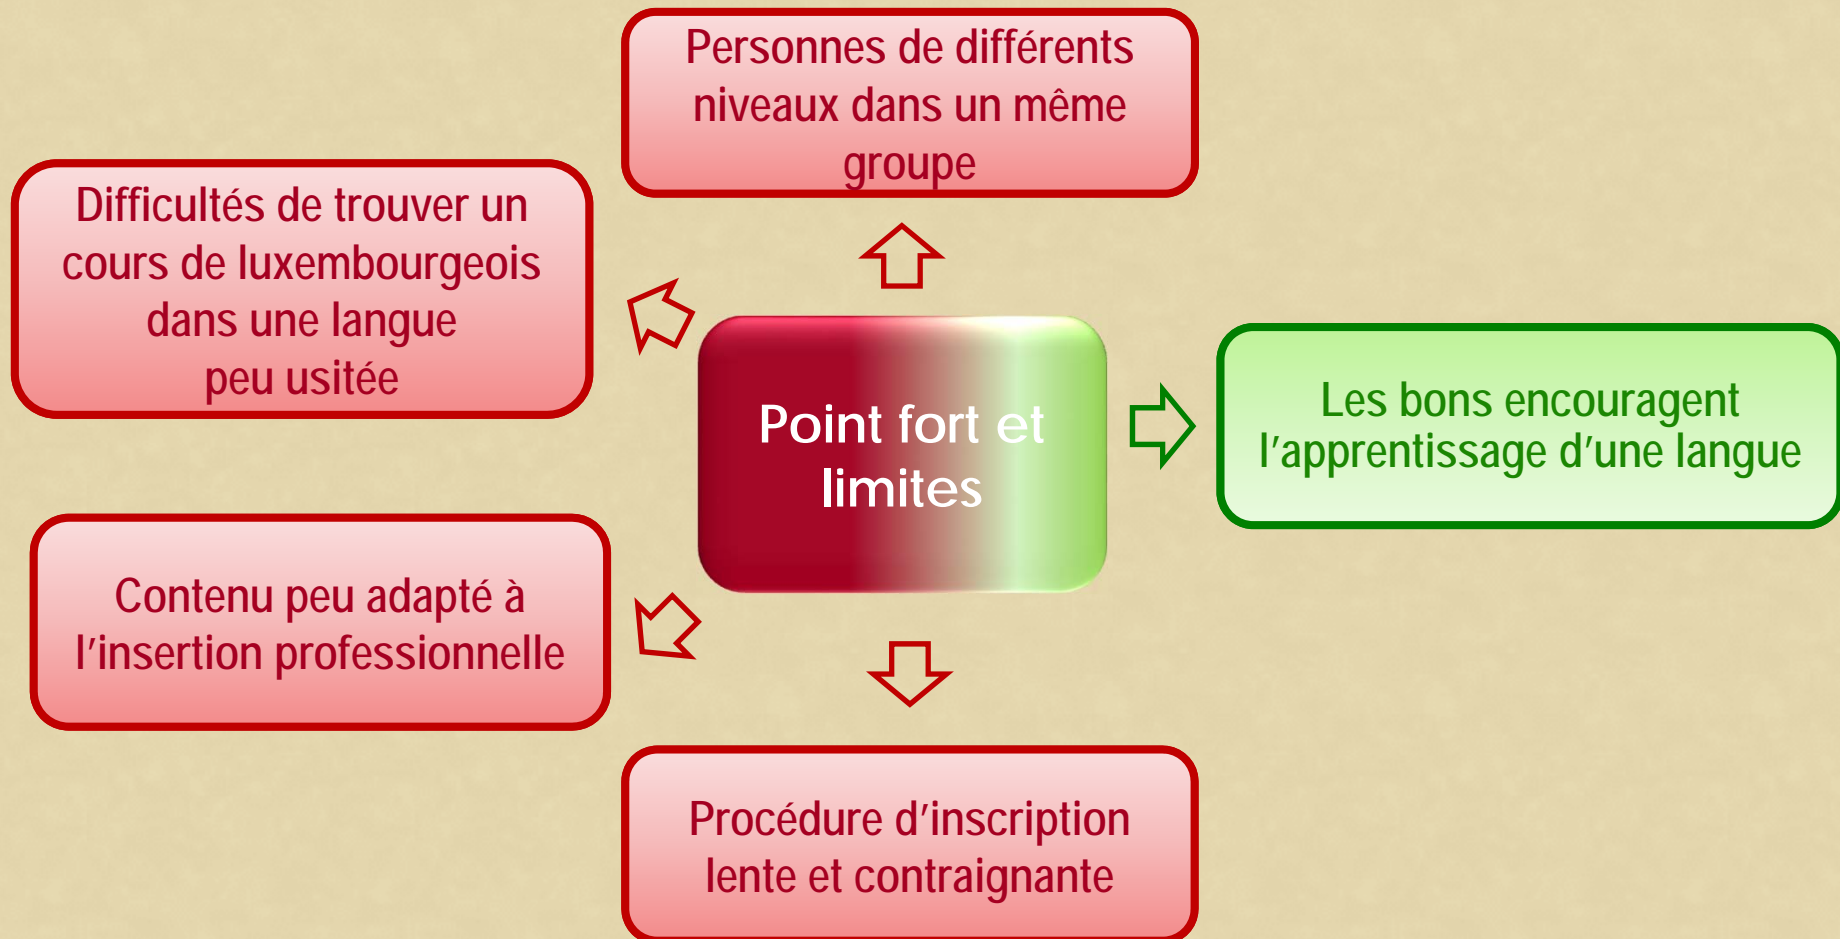 Personnes de différents
niveaux dans un même
groupe
Difficultés de trouver un
cours de luxembourgeois
dans une langue
peu usitée
Point fort et
limites
Les bons encouragent
l’apprentissage d’une langue
Contenu peu adapté à
l’insertion professionnelle
Procédure d’inscription
lente et contraignante